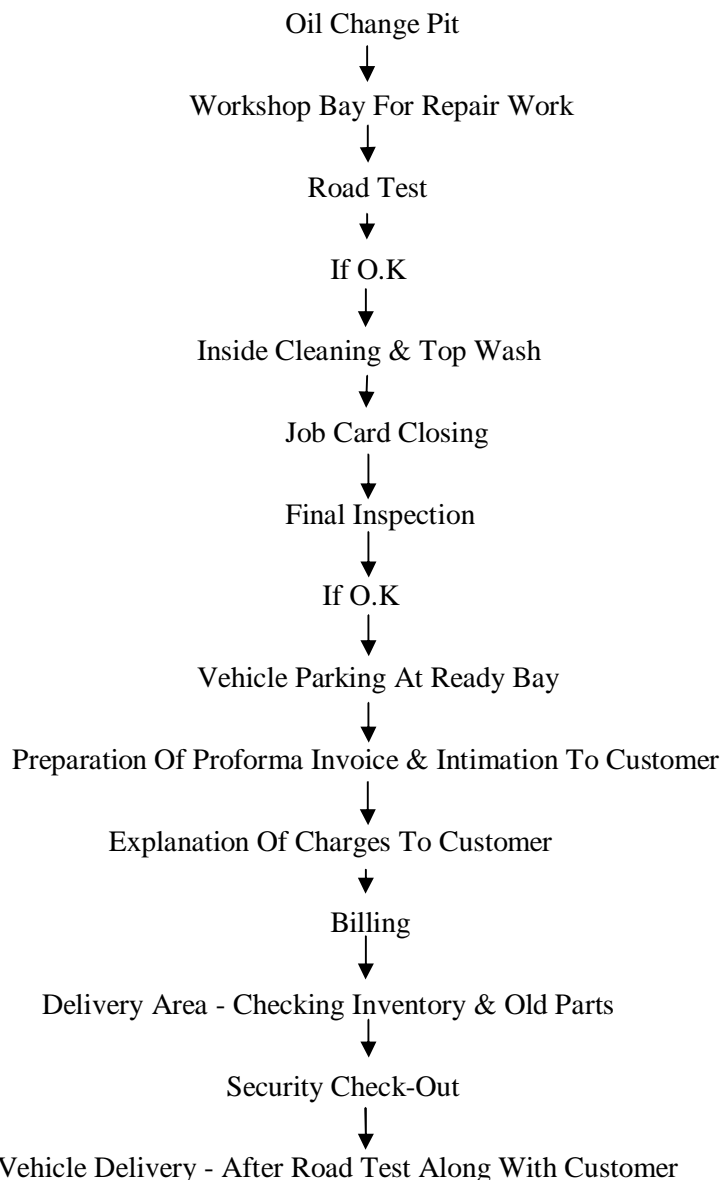 Oil Change Pit
Workshop Bay For Repair Work
Road Test
If O.K
Inside Cleaning & Top Wash
Job Card Closing
Final Inspection
If O.K
Vehicle Parking At Ready Bay
Preparation Of Proforma Invoice & Intimation To Customer
Explanation Of Charges To Customer
Billing
Delivery Area - Checking Inventory & Old Parts
Security Check-Out
Vehicle Delivery - After Road Test Along With Customer